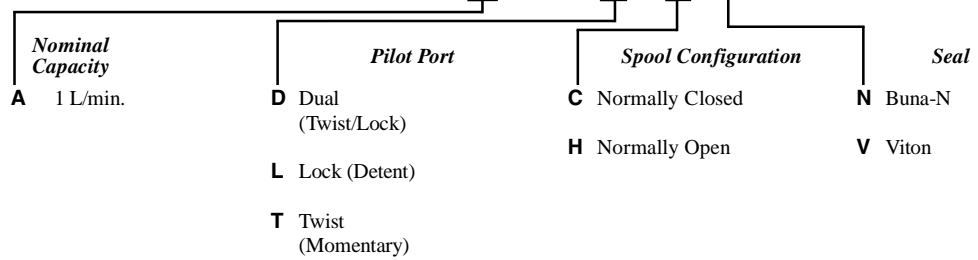 Nominal
Capacity
Pilot Port
Spool Configuration
Seal
A 1 L/min.
D Dual
(Twist/Lock)
L Lock (Detent)
T Twist
(Momentary)
C Normally Closed
H Normally Open
N Buna-N
V Viton